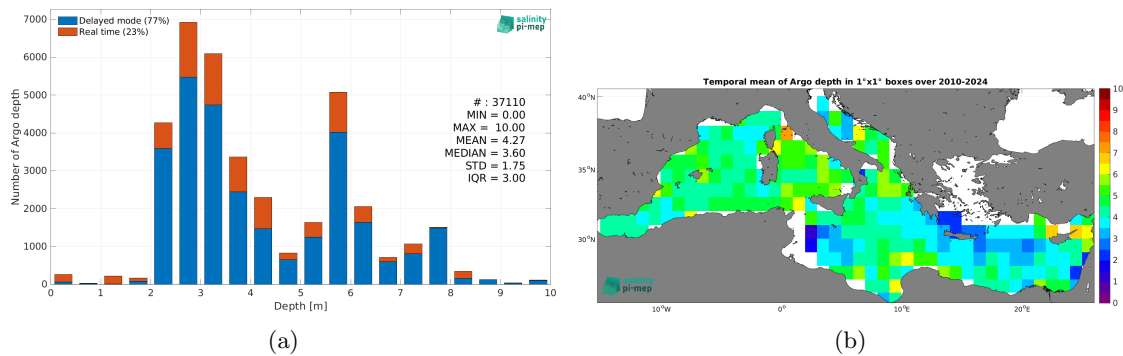 Delayed mode (77%)
Real time (23%)
salinity
pi-mep
7000
6000
5000
4000
3000
2000
1000
0
Number of Argo depth
# : 37110
MIN = 0.00
MAX = 10.00
MEAN = 4.27
MEDIAN = 3.60
STD = 1.75
IQR = 3.00
0 1 2 3 4 5 6 7 8 9 10
Depth [m]
(a)
Temporal mean of Argo depth in 1°x1° boxes over 2010-2024
40°N
35°N
30°N
10°W 0° 10°E 20°E
salinity
pi-mep
10
9
8
7
6
5
4
3
2
1
0
(b)